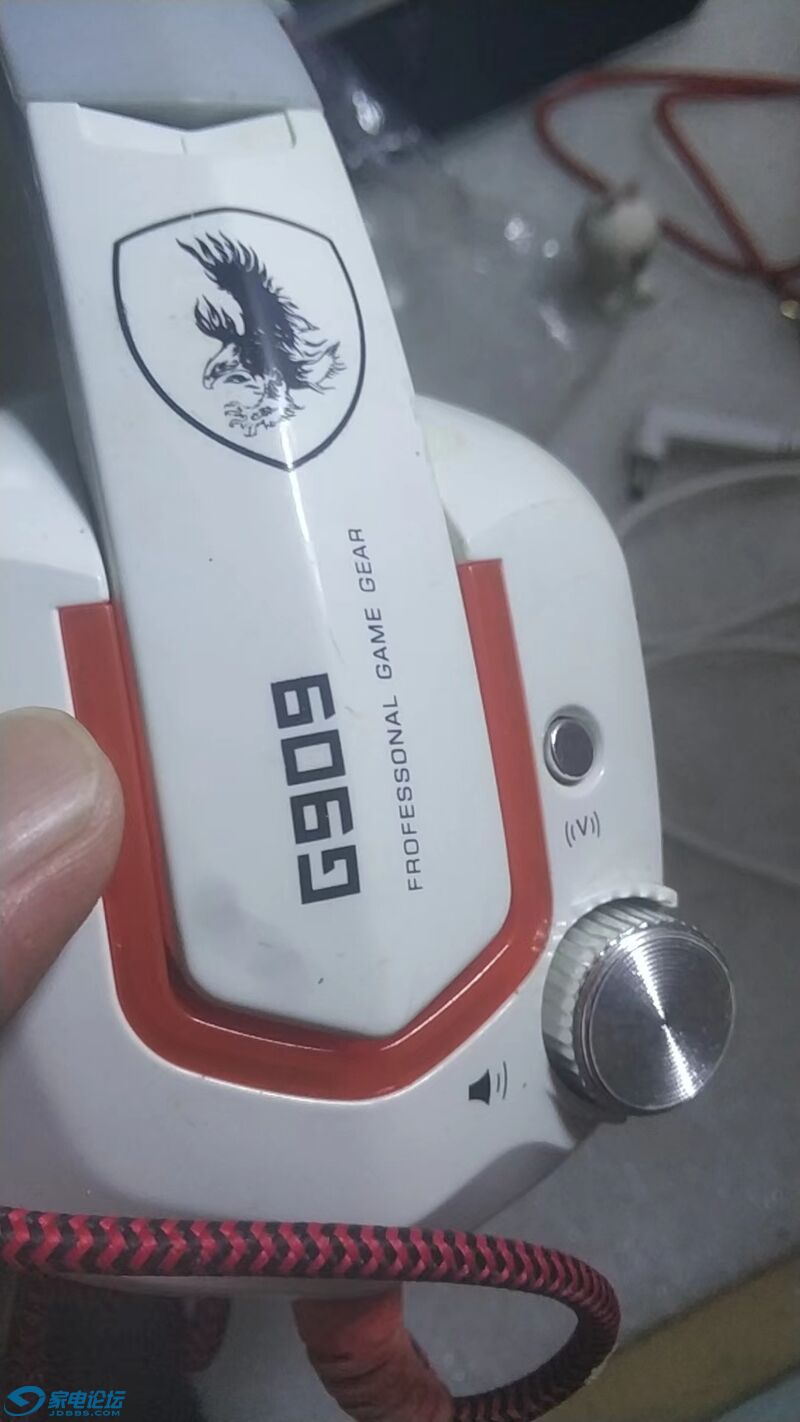 G909
FROFESSONAL GAME GEAR
((V))
家电论坛
JDBBS.COM